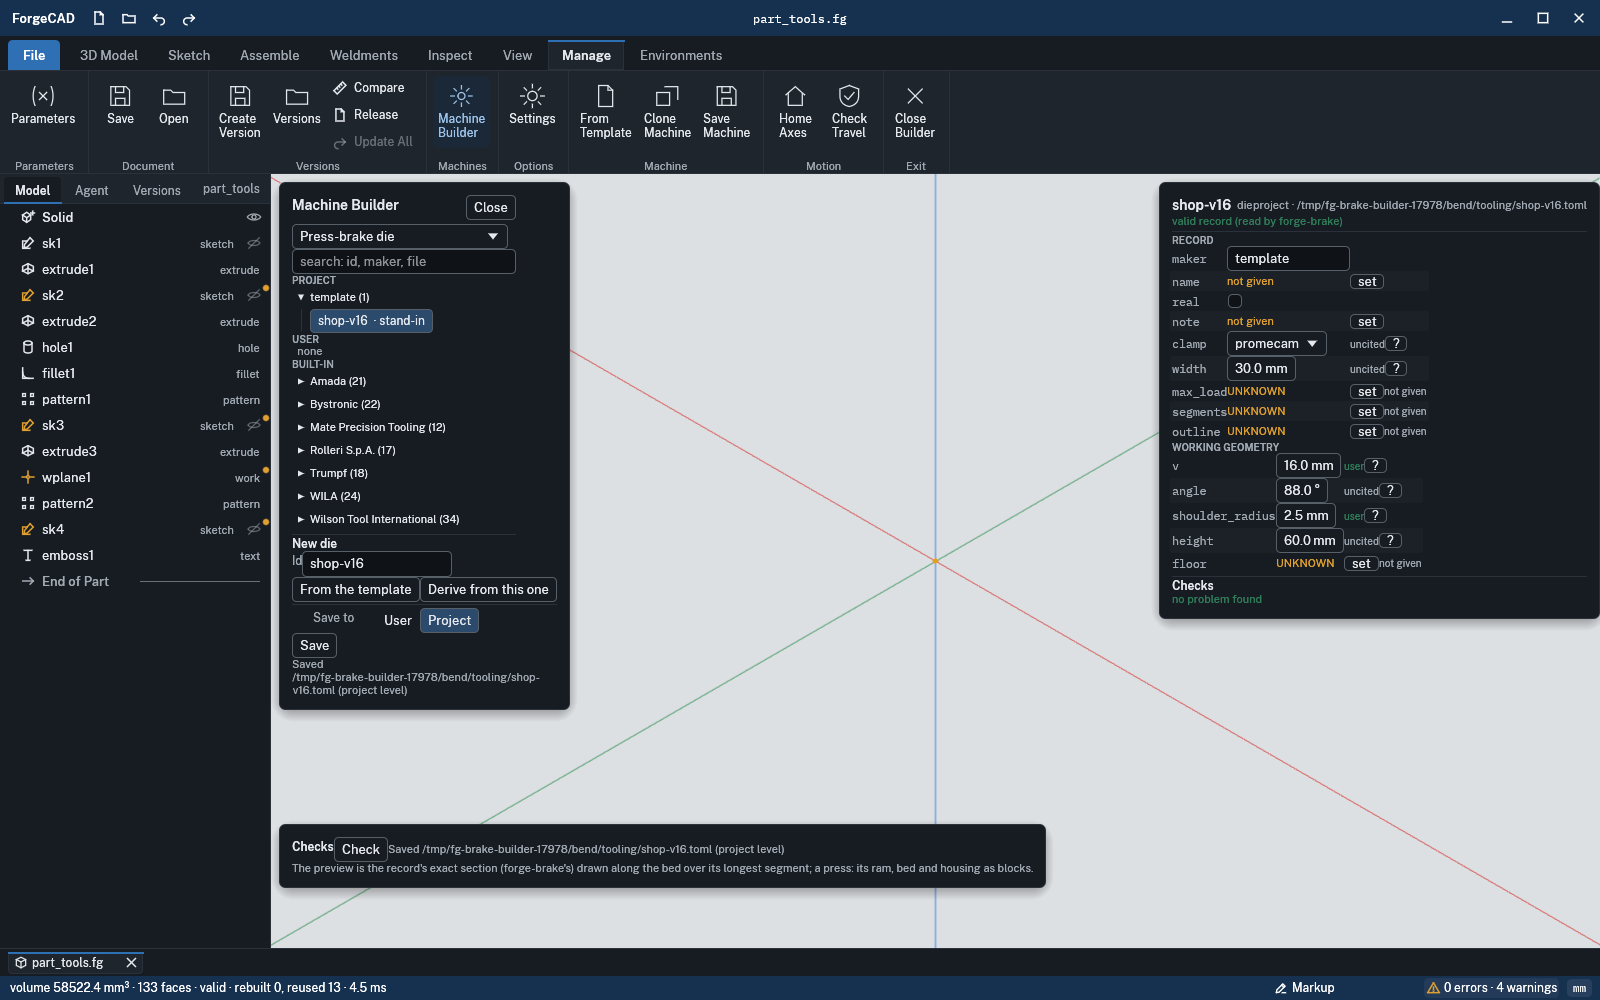 ForgeCAD
part_tools.fg
File 3D Model Sketch Assemble Weldments Inspect View Manage Environments
Parameters
Save
Open
Create Version
Versions
Compare
Release
Update All
Machine Builder
Settings
From Template
Clone Machine
Save Machine
Home Axes
Check Travel
Close Builder
Parameters Document Versions Machines Options Machine Motion Exit
Model Agent Versions part_tools
Solid
sk1 sketch
extrude1 extrude
sk2 sketch
extrude2 extrude
hole1 hole
fillet1 fillet
pattern1 pattern
sk3 sketch
extrude3 extrude
wplane1 work
pattern2 pattern
sk4 sketch
emboss1 text
End of Part
Machine Builder Close
Press-brake die
search: id, maker, file
PROJECT
template (1)
shop-v16 · stand-in
USER
none
BUILT-IN
Amada (21)
Bystronic (22)
Mate Precision Tooling (12)
Rolleri S.p.A. (17)
Trumpf (18)
WILA (24)
Wilson Tool International (34)
New die
Id shop-v16
From the template Derive from this one
Save to User Project
Save
Saved
/tmp/fg-brake-builder-17978/bend/tooling/shop-
v16.toml (project level)
shop-v16 die project · /tmp/fg-brake-builder-17978/bend/tooling/shop-v16.toml
valid record (read by forge-brake)
RECORD
maker template
name not given set
real
note not given set
clamp promecam uncited ?
width 30.0 mm uncited ?
max_load UNKNOWN set not given
segments UNKNOWN set not given
outline UNKNOWN set not given
WORKING GEOMETRY
v 16.0 mm user ?
angle 88.0 ° uncited ?
shoulder_radius 2.5 mm user ?
height 60.0 mm uncited ?
floor UNKNOWN set not given
Checks
no problem found
Checks Check Saved /tmp/fg-brake-builder-17978/bend/tooling/shop-v16.toml (project level)
The preview is the record's exact section (forge-brake's) drawn along the bed over its longest segment; a press: its ram, bed and housing as blocks.
part_tools.fg
volume 58522.4 mm³ · 133 faces · valid · rebuilt 0, reused 13 · 4.5 ms
Markup
0 errors · 4 warnings
mm